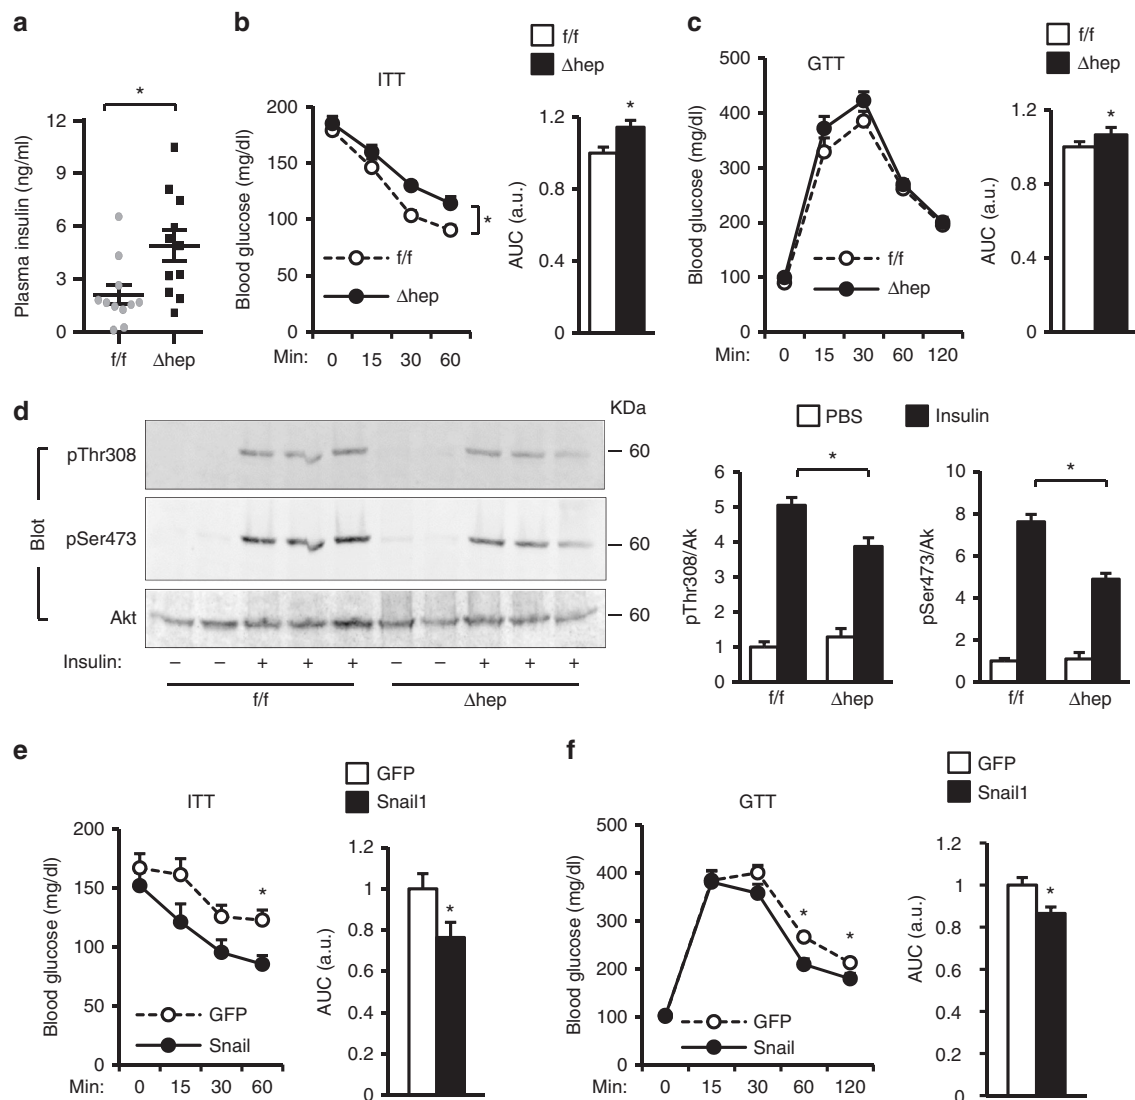 a
*
Plasma insulin (ng/ml)
12
9
6
3
0
f/f
Δhep
b
f/f
Δhep
ITT
Blood glucose (mg/dl)
200
150
100
50
0
*
f/f
Δhep
Min: 0 15 30 60
AUC (a.u.)
1.2
0.8
0.4
0
*
c
f/f
Δhep
GTT
Blood glucose (mg/dl)
500
400
300
200
100
0
f/f
Δhep
Min: 0 15 30 60 120
AUC (a.u.)
1.2
0.8
0.4
0
*
d
KDa
Blot
pThr308
60
pSer473
60
Akt
60
Insulin: – – + + + – – + + +
f/f
Δhep
PBS
Insulin
pThr308/Ak
6
5
4
3
2
1
0
*
f/f
Δhep
pSer473/Ak
10
8
6
4
2
0
*
f/f
Δhep
e
GFP
Snail1
ITT
Blood glucose (mg/dl)
200
150
100
50
0
*
GFP
Snail
Min: 0 15 30 60
AUC (a.u.)
1.2
1
0.8
0.6
0.4
0.2
0
*
f
GFP
Snail1
GTT
Blood glucose (mg/dl)
500
400
300
200
100
0
*
*
GFP
Snail
Min: 0 15 30 60 120
AUC (a.u.)
1.2
1
0.8
0.6
0.4
0.2
0
*